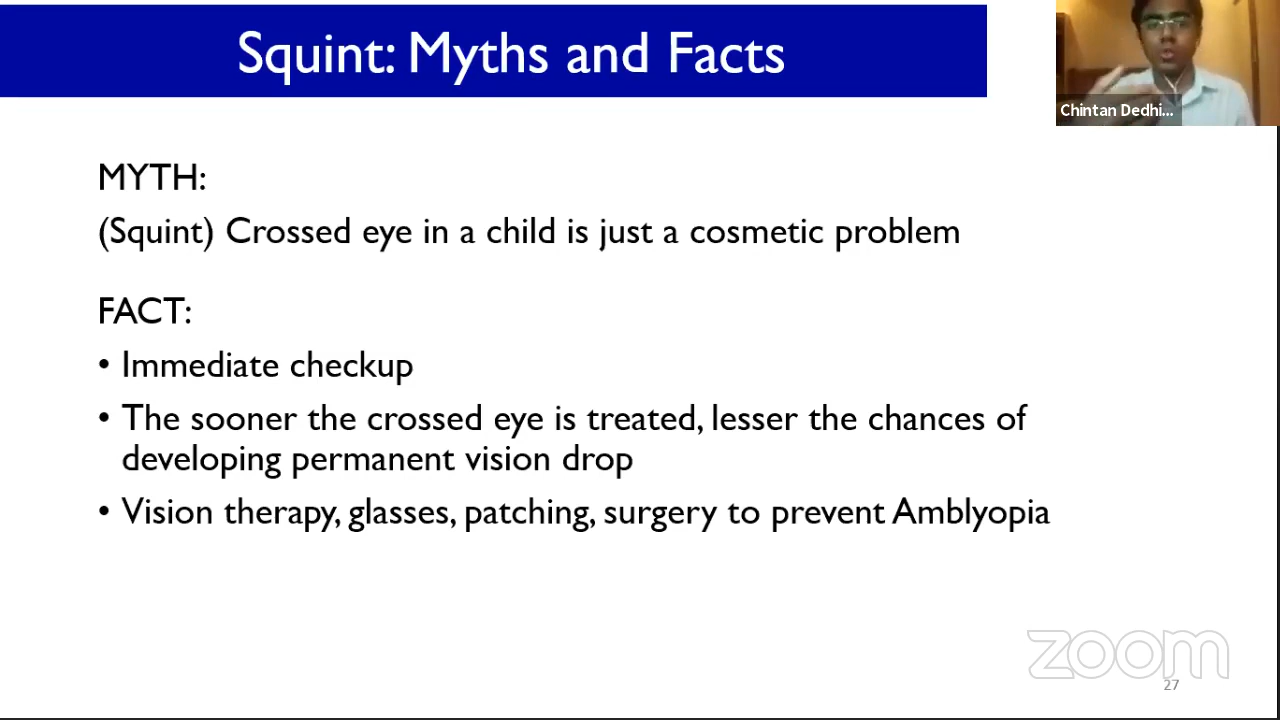 Squint: Myths and Facts
Chintan Dedhi...
MYTH:
(Squint) Crossed eye in a child is just a cosmetic problem
FACT:
• Immediate checkup
• The sooner the crossed eye is treated, lesser the chances of
developing permanent vision drop
• Vision therapy, glasses, patching, surgery to prevent Amblyopia
zoom
27